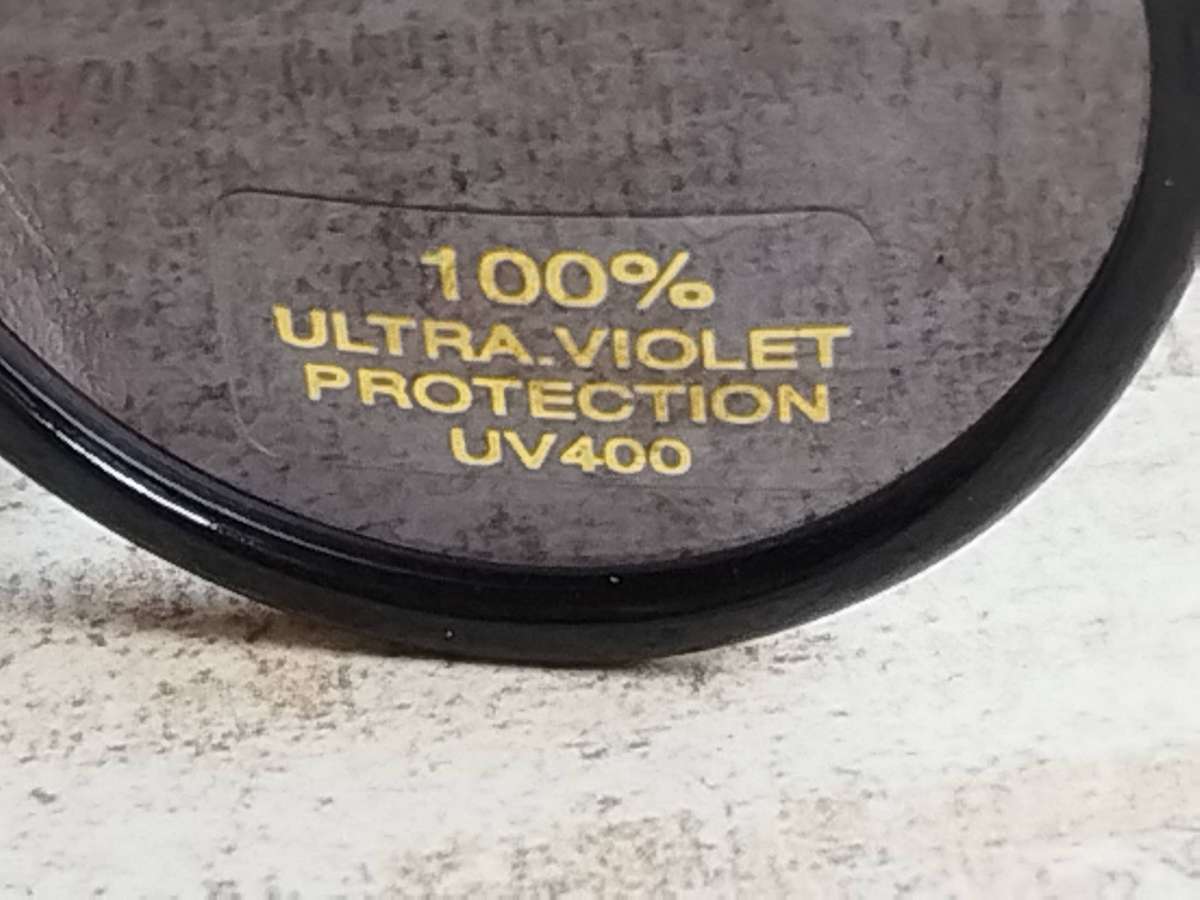 100%
ULTRA-VIOLET
PROTECTION
UV400